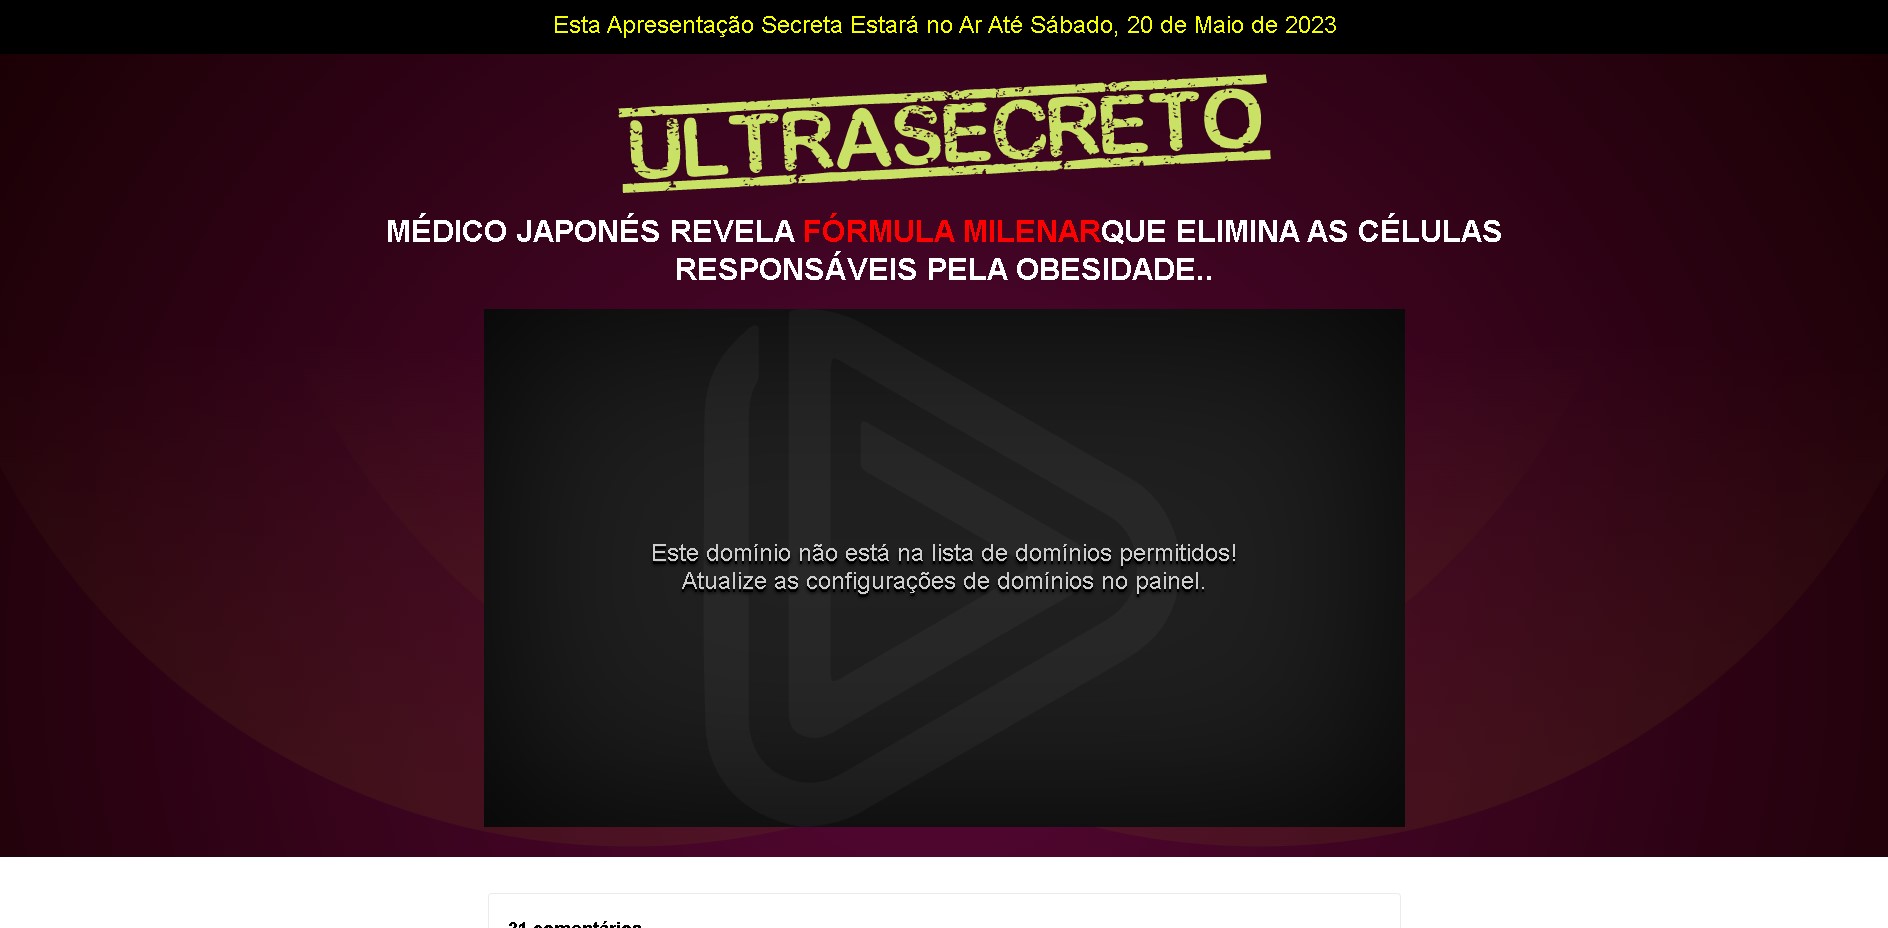 Esta Apresentação Secreta Estará no Ar Até Sábado, 20 de Maio de 2023
ULTRASECRETO
MÉDICO JAPONÉS REVELA FÓRMULA MILENARQUE ELIMINA AS CÉLULAS
RESPONSÁVEIS PELA OBESIDADE..
Este domínio não está na lista de domínios permitidos!
Atualize as configurações de domínios no painel.
21 comentários